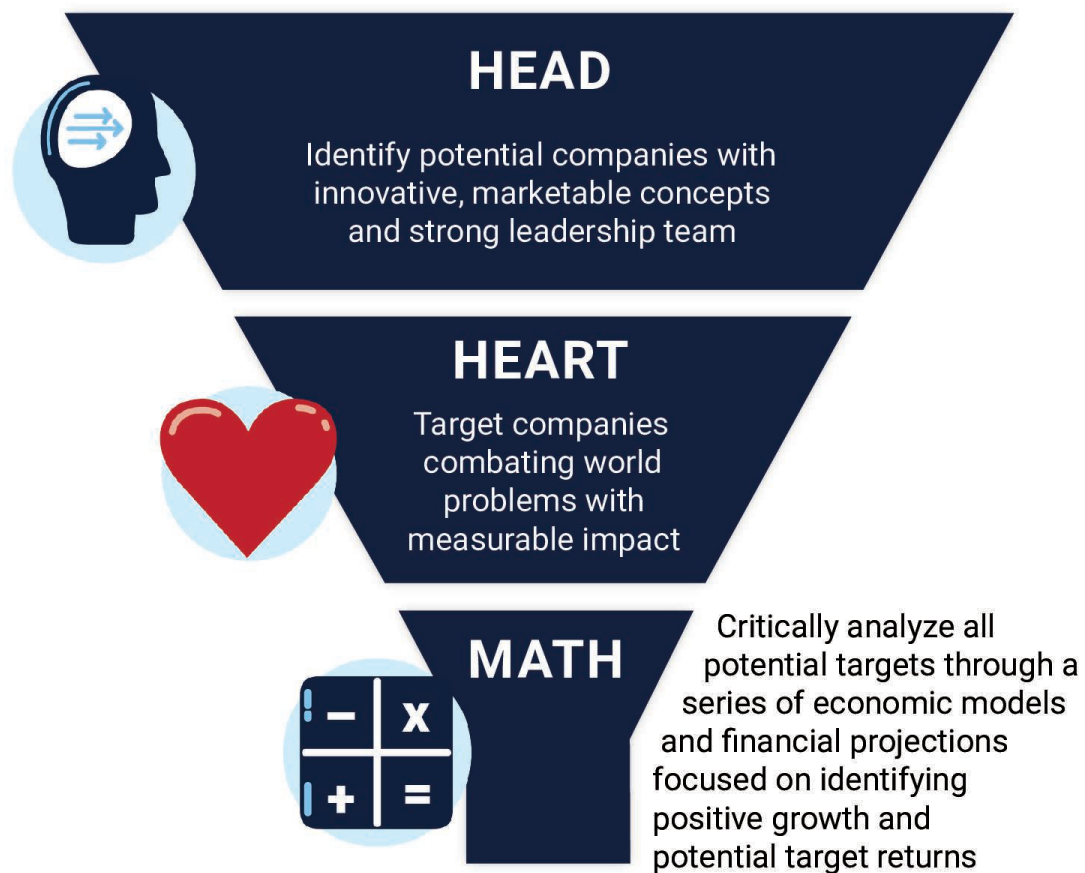 HEAD
Identify potential companies with
innovative, marketable concepts
and strong leadership team
HEART
Target companies
combating world
problems with
measurable impact
MATH
− x
+ =
Critically analyze all
potential targets through a
series of economic models
and financial projections
focused on identifying
positive growth and
potential target returns